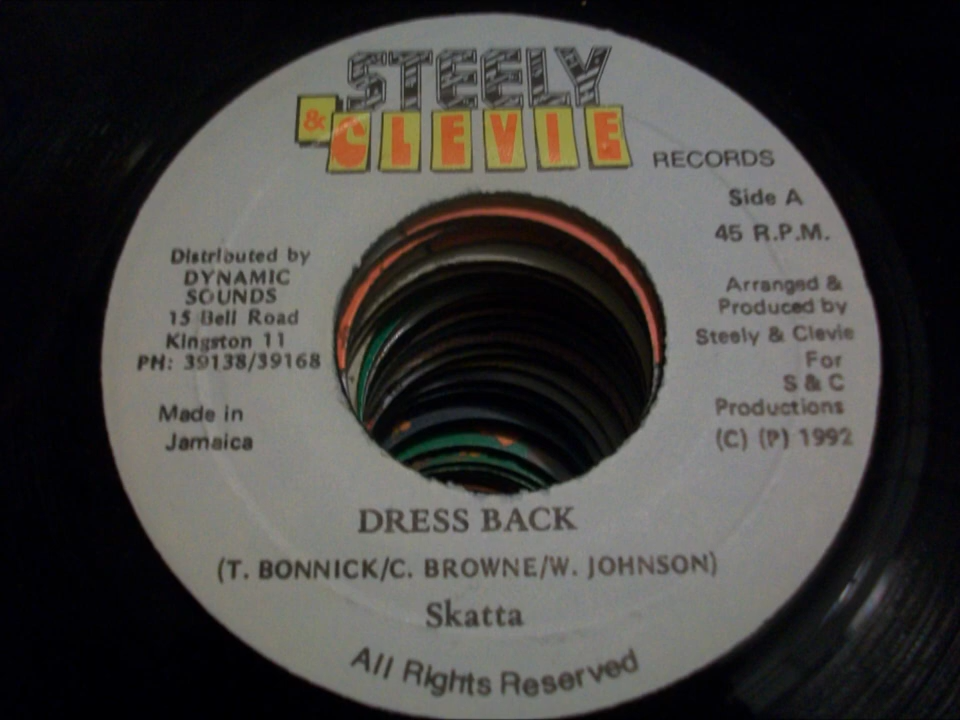 STEELY
& CLEVIE RECORDS
Side A
45 R.P.M.
Distributed by
DYNAMIC
SOUNDS
15 Bell Road
Kingston 11
PH: 39138/39168
Made in
Jamaica
Arranged &
Produced by
Steely & Clevie
For
S & C
Productions
(C) (P) 1992
DRESS BACK
(T. BONNICK/C. BROWNE/W. JOHNSON)
Skatta
All Rights Reserved